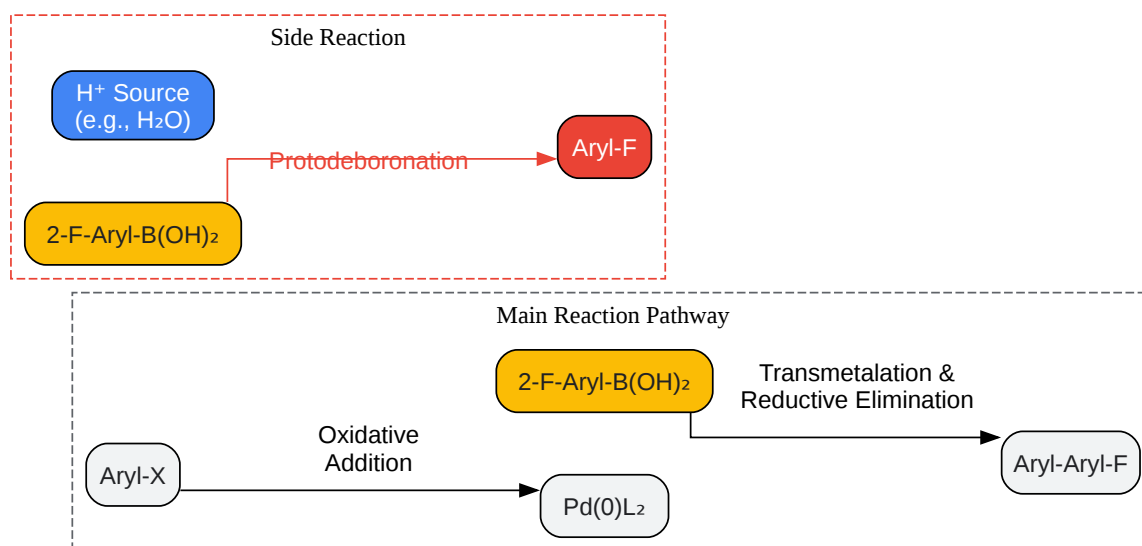 Side Reaction
H⁺ Source
(e.g., H₂O)
Protodeboronation
Aryl-F
2-F-Aryl-B(OH)₂
Main Reaction Pathway
2-F-Aryl-B(OH)₂
Transmetalation &
Reductive Elimination
Oxidative
Addition
Aryl-X
Pd(0)L₂
Aryl-Aryl-F